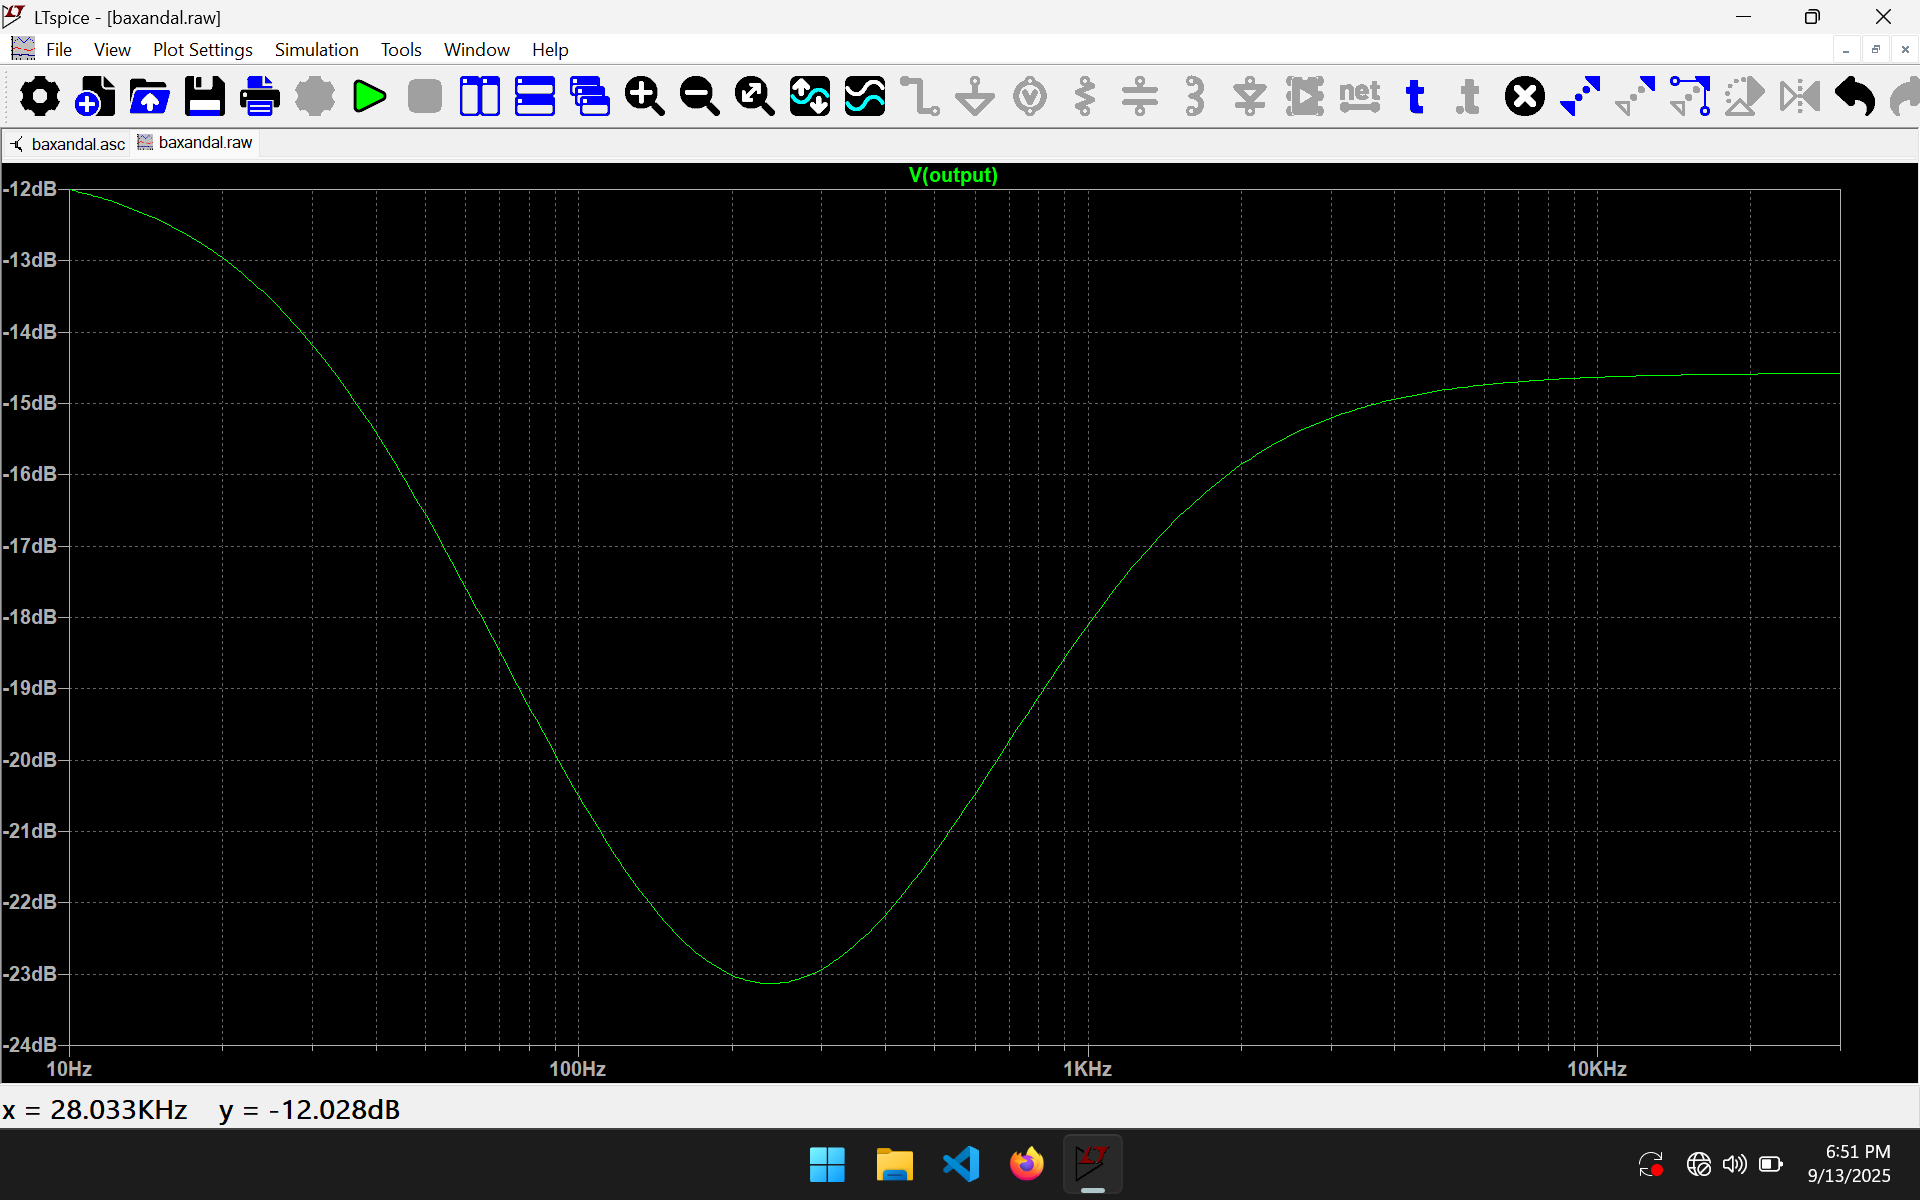 LTspice - [baxandal.raw]
File View Plot Settings Simulation Tools Window Help
net t .t
baxandal.asc baxandal.raw
V(output)
-12dB
-13dB
-14dB
-15dB
-16dB
-17dB
-18dB
-19dB
-20dB
-21dB
-22dB
-23dB
-24dB
10Hz 100Hz 1KHz 10KHz
x = 28.033KHz y = -12.028dB
6:51 PM
9/13/2025